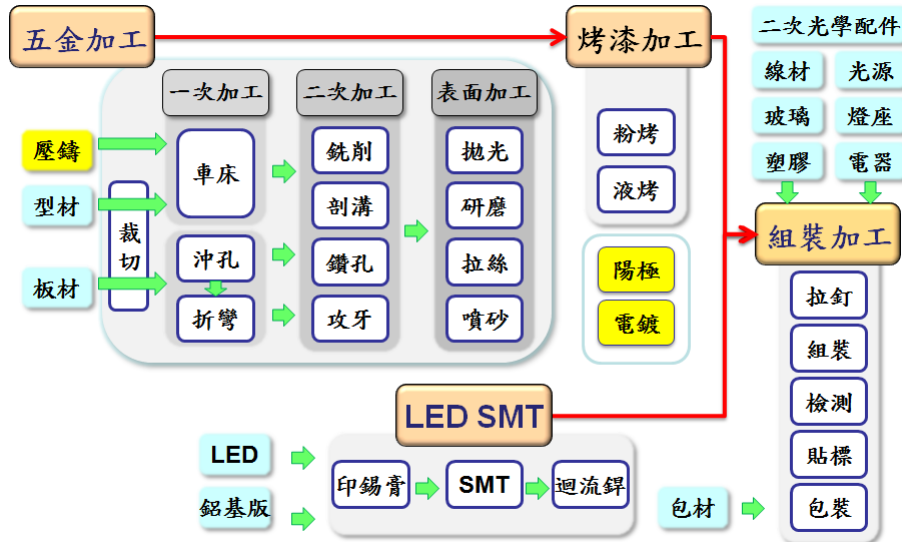 五金加工
烤漆加工
二次光學配件
線材
光源
玻璃
燈座
塑膠
電器
一次加工
二次加工
表面加工
壓鑄
型材
板材
裁切
車床
沖孔
折彎
銑削
剖溝
鑽孔
攻牙
拋光
研磨
拉絲
噴砂
粉烤
液烤
陽極
電鍍
組裝加工
拉釘
組裝
檢測
貼標
包裝
LED SMT
LED
鋁基版
印錫膏
SMT
迴流銲
包材